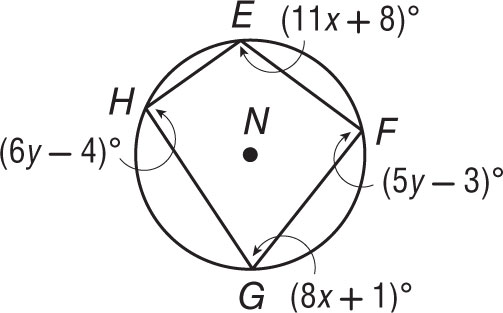 E (11x + 8)°
H
N
F
(6y – 4)°
(5y – 3)°
G (8x + 1)°